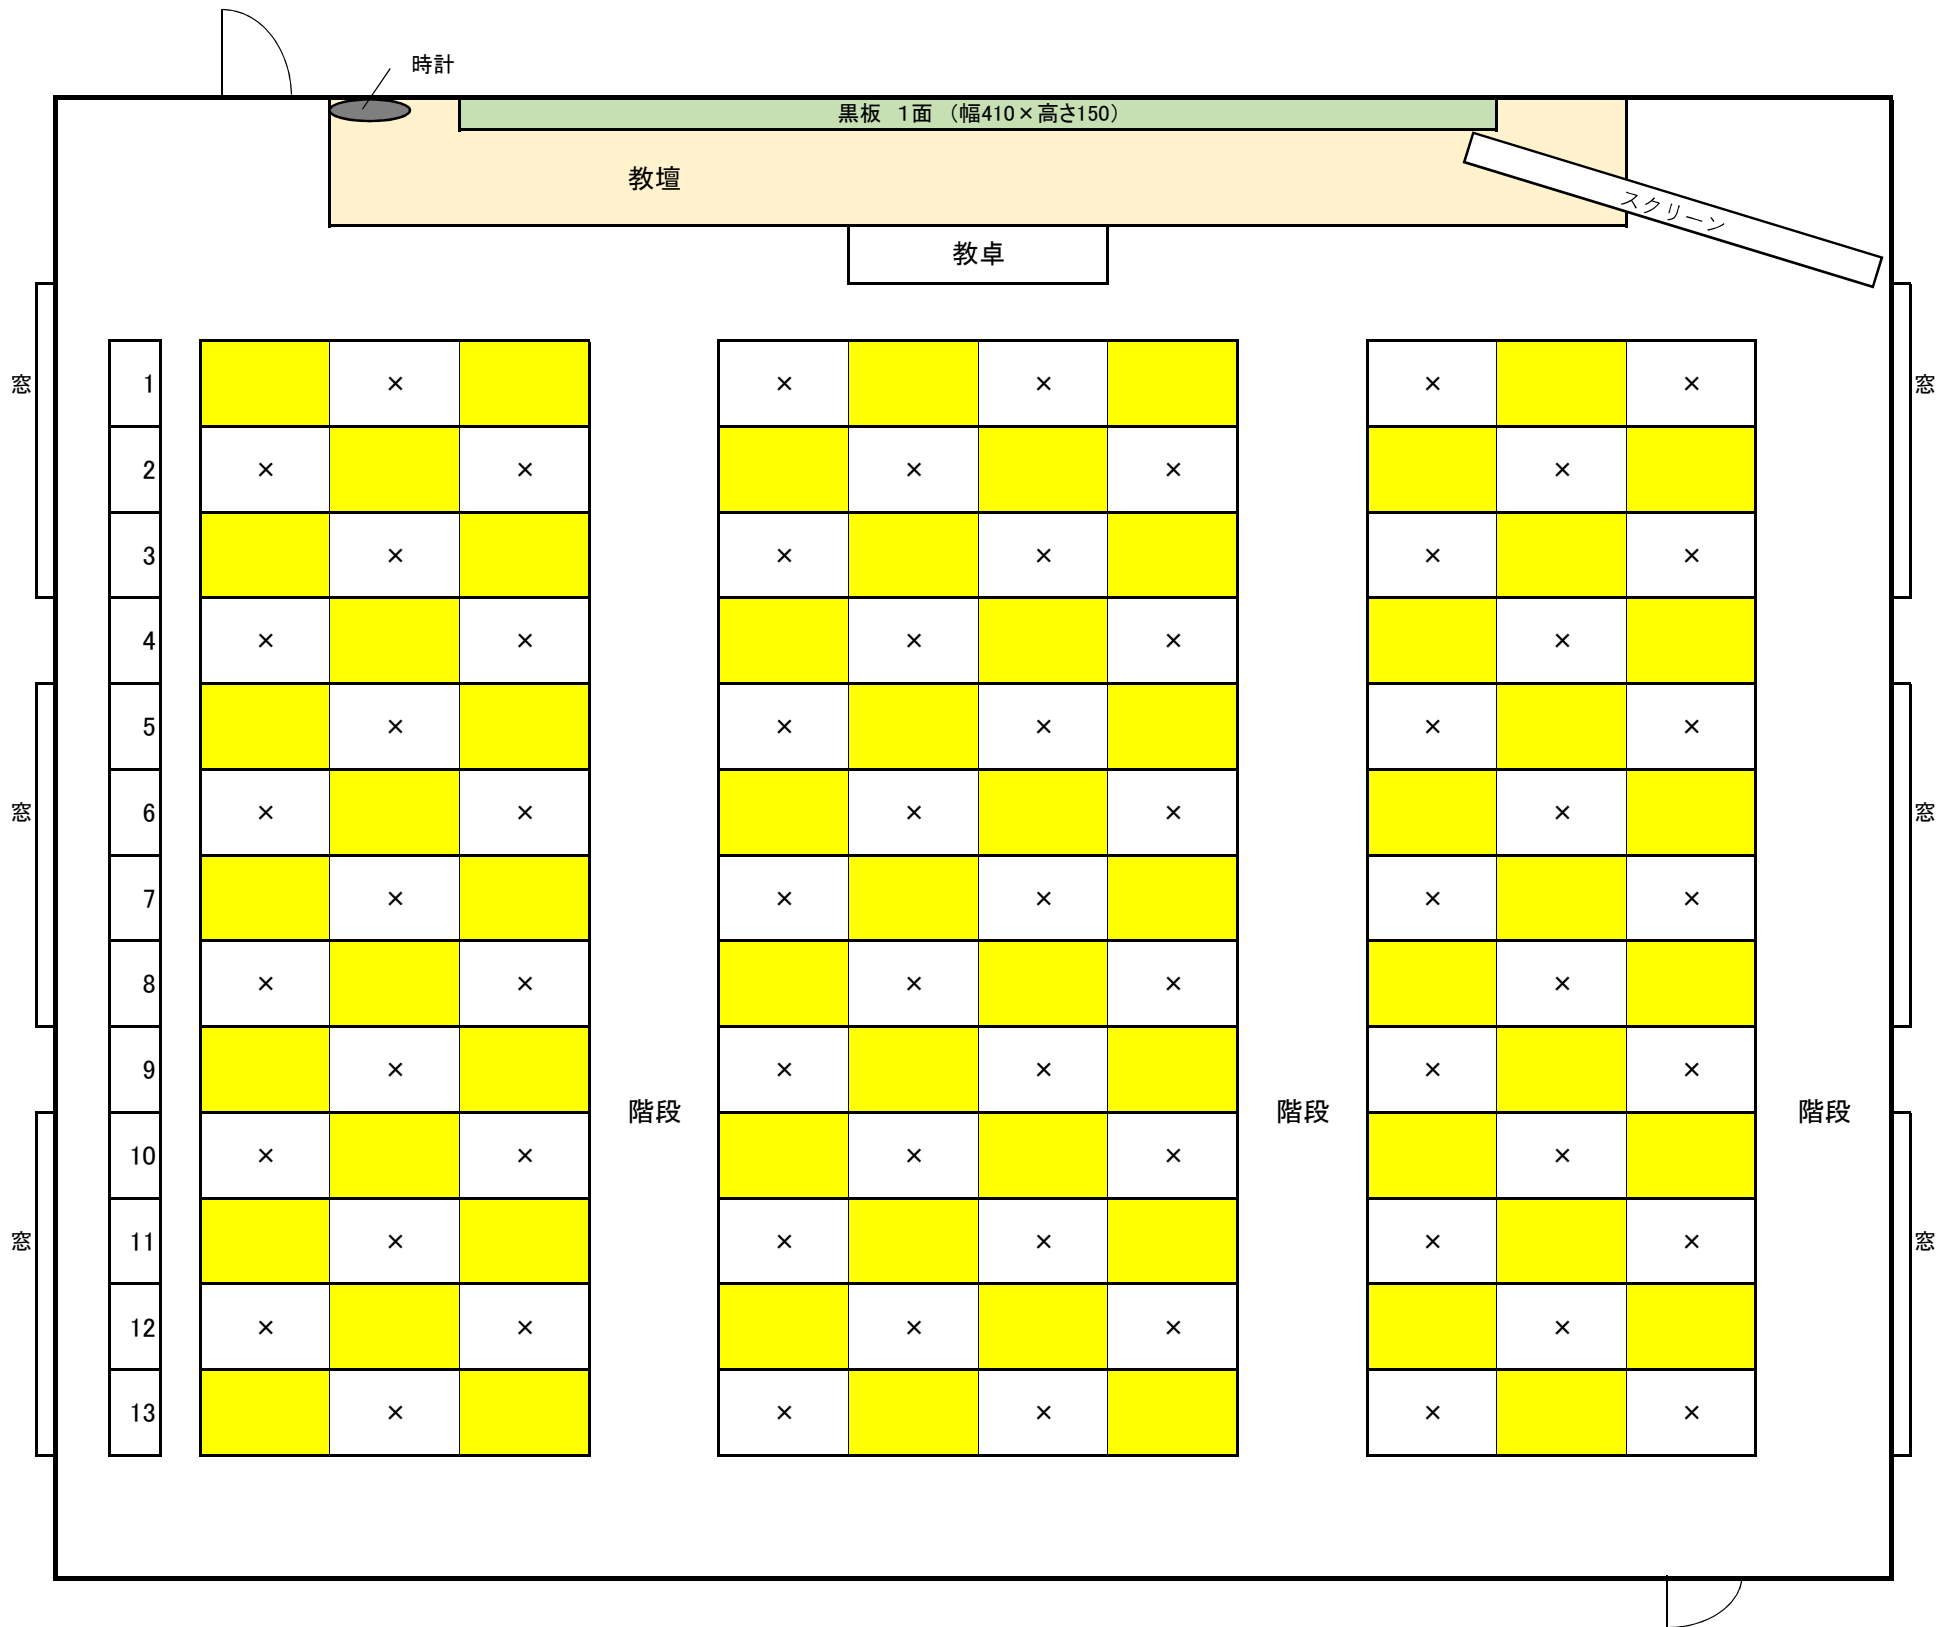 時計
黒板　１面　（幅410×高さ150）
教壇
スクリーン
教卓
窓 1 × × × × × 窓
2 × × × × ×
3 × × × × ×
4 × × × × ×
5 × × × × ×
窓 6 × × × × × 窓
7 × × × × ×
8 × × × × ×
9 × × × × ×
階段 階段 階段
10 × × × × ×
窓 11 × × × × × 窓
12 × × × × ×
13 × × × × ×